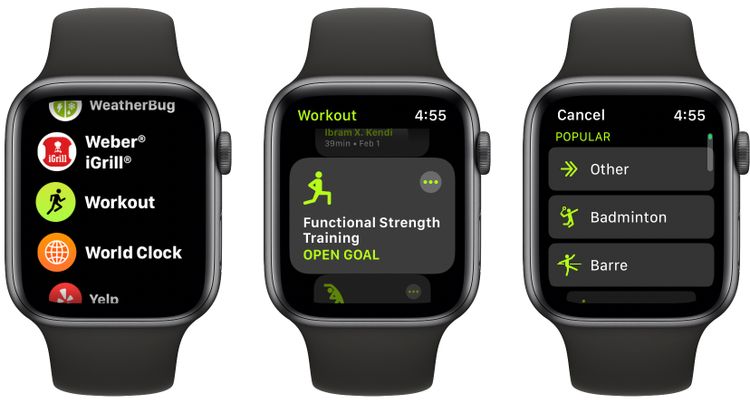 WeatherBug
Weber®
iGrill®
iGrill
Workout
World Clock
Yelp
Workout 4:55
Ibram X. Kendi
39min • Feb 1
Functional Strength
Training
OPEN GOAL
Cancel 4:55
POPULAR
Other
Badminton
Barre